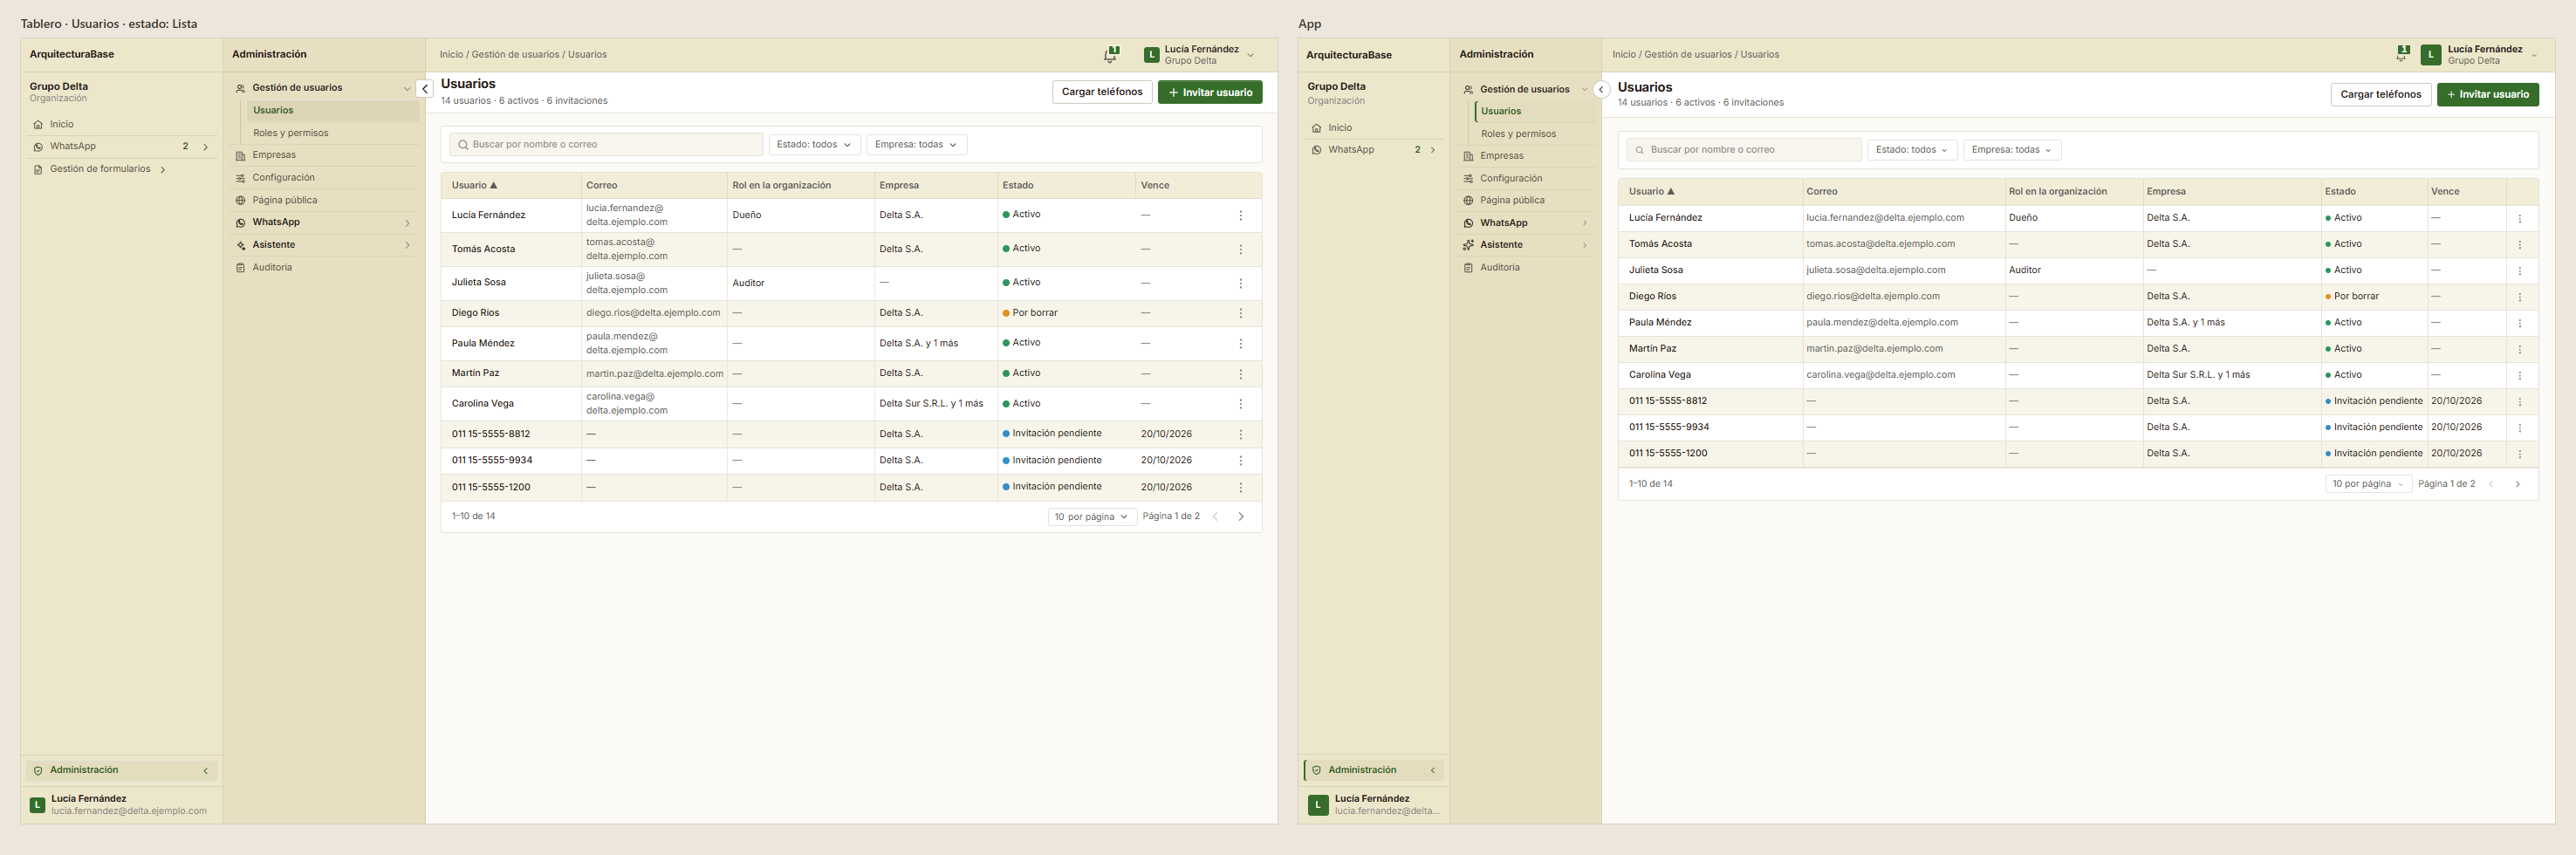 Tablero · Usuarios · estado: Lista
ArquitecturaBase
Grupo Delta
Organización
Inicio
WhatsApp 2
Gestión de formularios
Administración
Lucía Fernández
lucia.fernandez@delta.ejemplo.com
L
Administración
Gestión de usuarios
Usuarios
Roles y permisos
Empresas
Configuración
Página pública
WhatsApp
Asistente
Auditoría
Inicio / Gestión de usuarios / Usuarios
1
L
Lucía Fernández
Grupo Delta
Usuarios
14 usuarios · 6 activos · 6 invitaciones
Cargar teléfonos
+ Invitar usuario
Buscar por nombre o correo
Estado: todos
Empresa: todas
Usuario ▲ Correo Rol en la organización Empresa Estado Vence
Lucía Fernández lucia.fernandez@
delta.ejemplo.com Dueño Delta S.A. Activo —
Tomás Acosta tomas.acosta@
delta.ejemplo.com — Delta S.A. Activo —
Julieta Sosa julieta.sosa@
delta.ejemplo.com Auditor — Activo —
Diego Ríos diego.rios@delta.ejemplo.com — Delta S.A. Por borrar —
Paula Méndez paula.mendez@
delta.ejemplo.com — Delta S.A. y 1 más Activo —
Martín Paz martin.paz@delta.ejemplo.com — Delta S.A. Activo —
Carolina Vega carolina.vega@
delta.ejemplo.com — Delta Sur S.R.L. y 1 más Activo —
011 15-5555-8812 — — Delta S.A. Invitación pendiente 20/10/2026
011 15-5555-9934 — — Delta S.A. Invitación pendiente 20/10/2026
011 15-5555-1200 — — Delta S.A. Invitación pendiente 20/10/2026
1–10 de 14 10 por página Página 1 de 2
App
ArquitecturaBase
Grupo Delta
Organización
Inicio
WhatsApp 2
Administración
L
Lucía Fernández
lucia.fernandez@delta...
Administración
Gestión de usuarios
Usuarios
Roles y permisos
Empresas
Configuración
Página pública
WhatsApp
Asistente
Auditoría
Inicio / Gestión de usuarios / Usuarios
1
L
Lucía Fernández
Grupo Delta
Usuarios
14 usuarios · 6 activos · 6 invitaciones
Cargar teléfonos
+ Invitar usuario
Buscar por nombre o correo
Estado: todos
Empresa: todas
Usuario ▲ Correo Rol en la organización Empresa Estado Vence
Lucía Fernández lucia.fernandez@delta.ejemplo.com Dueño Delta S.A. Activo —
Tomás Acosta tomas.acosta@delta.ejemplo.com — Delta S.A. Activo —
Julieta Sosa julieta.sosa@delta.ejemplo.com Auditor — Activo —
Diego Ríos diego.rios@delta.ejemplo.com — Delta S.A. Por borrar —
Paula Méndez paula.mendez@delta.ejemplo.com — Delta S.A. y 1 más Activo —
Martín Paz martin.paz@delta.ejemplo.com — Delta S.A. Activo —
Carolina Vega carolina.vega@delta.ejemplo.com — Delta Sur S.R.L. y 1 más Activo —
011 15-5555-8812 — — Delta S.A. Invitación pendiente 20/10/2026
011 15-5555-9934 — — Delta S.A. Invitación pendiente 20/10/2026
011 15-5555-1200 — — Delta S.A. Invitación pendiente 20/10/2026
1–10 de 14 10 por página Página 1 de 2